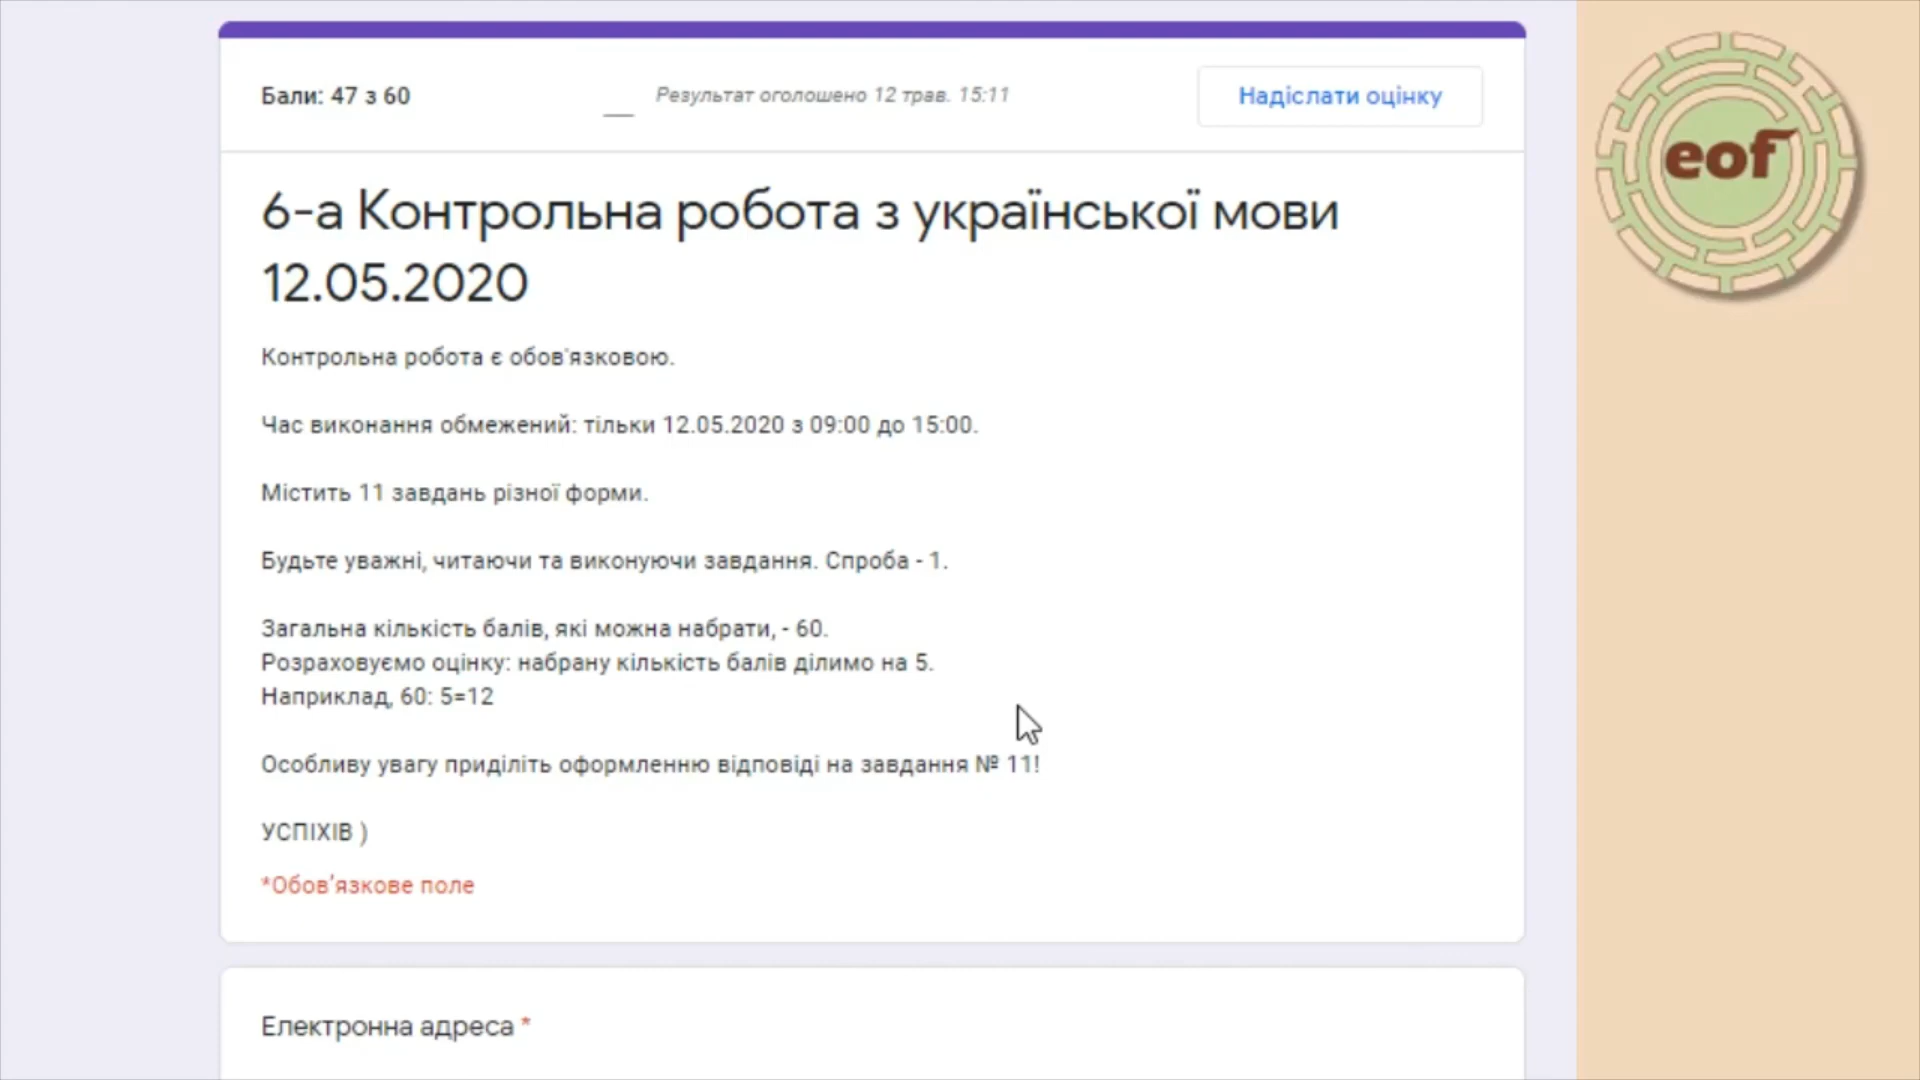 Бали: 47 з 60
Результат оголошено 12 трав. 15:11
Надіслати оцінку
eof
6-а Контрольна робота з української мови
12.05.2020
Контрольна робота є обов'язковою.
Час виконання обмежений: тільки 12.05.2020 з 09:00 до 15:00.
Містить 11 завдань різної форми.
Будьте уважні, читаючи та виконуючи завдання. Спроба - 1.
Загальна кількість балів, які можна набрати, - 60.
Розраховуємо оцінку: набрану кількість балів ділимо на 5.
Наприклад, 60: 5=12
Особливу увагу приділіть оформленню відповіді на завдання № 11!
УСПІХІВ )
*Обов'язкове поле
Електронна адреса *